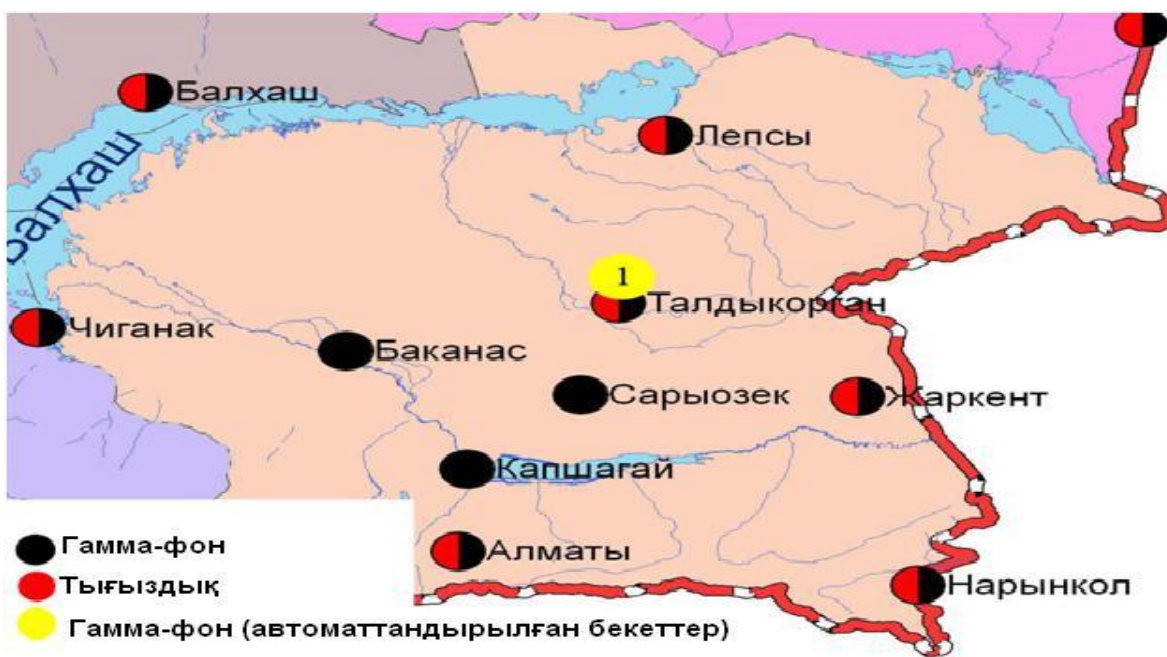 Балхаш
Лепсы
Балхаш
1
Талдыкорган
Чиганак
Баканас
Сарыозек
Жаркент
Капшагай
Алматы
Нарынкол
Гамма-фон
Тығыздық
Гамма-фон (автоматтандырылған бекеттер)